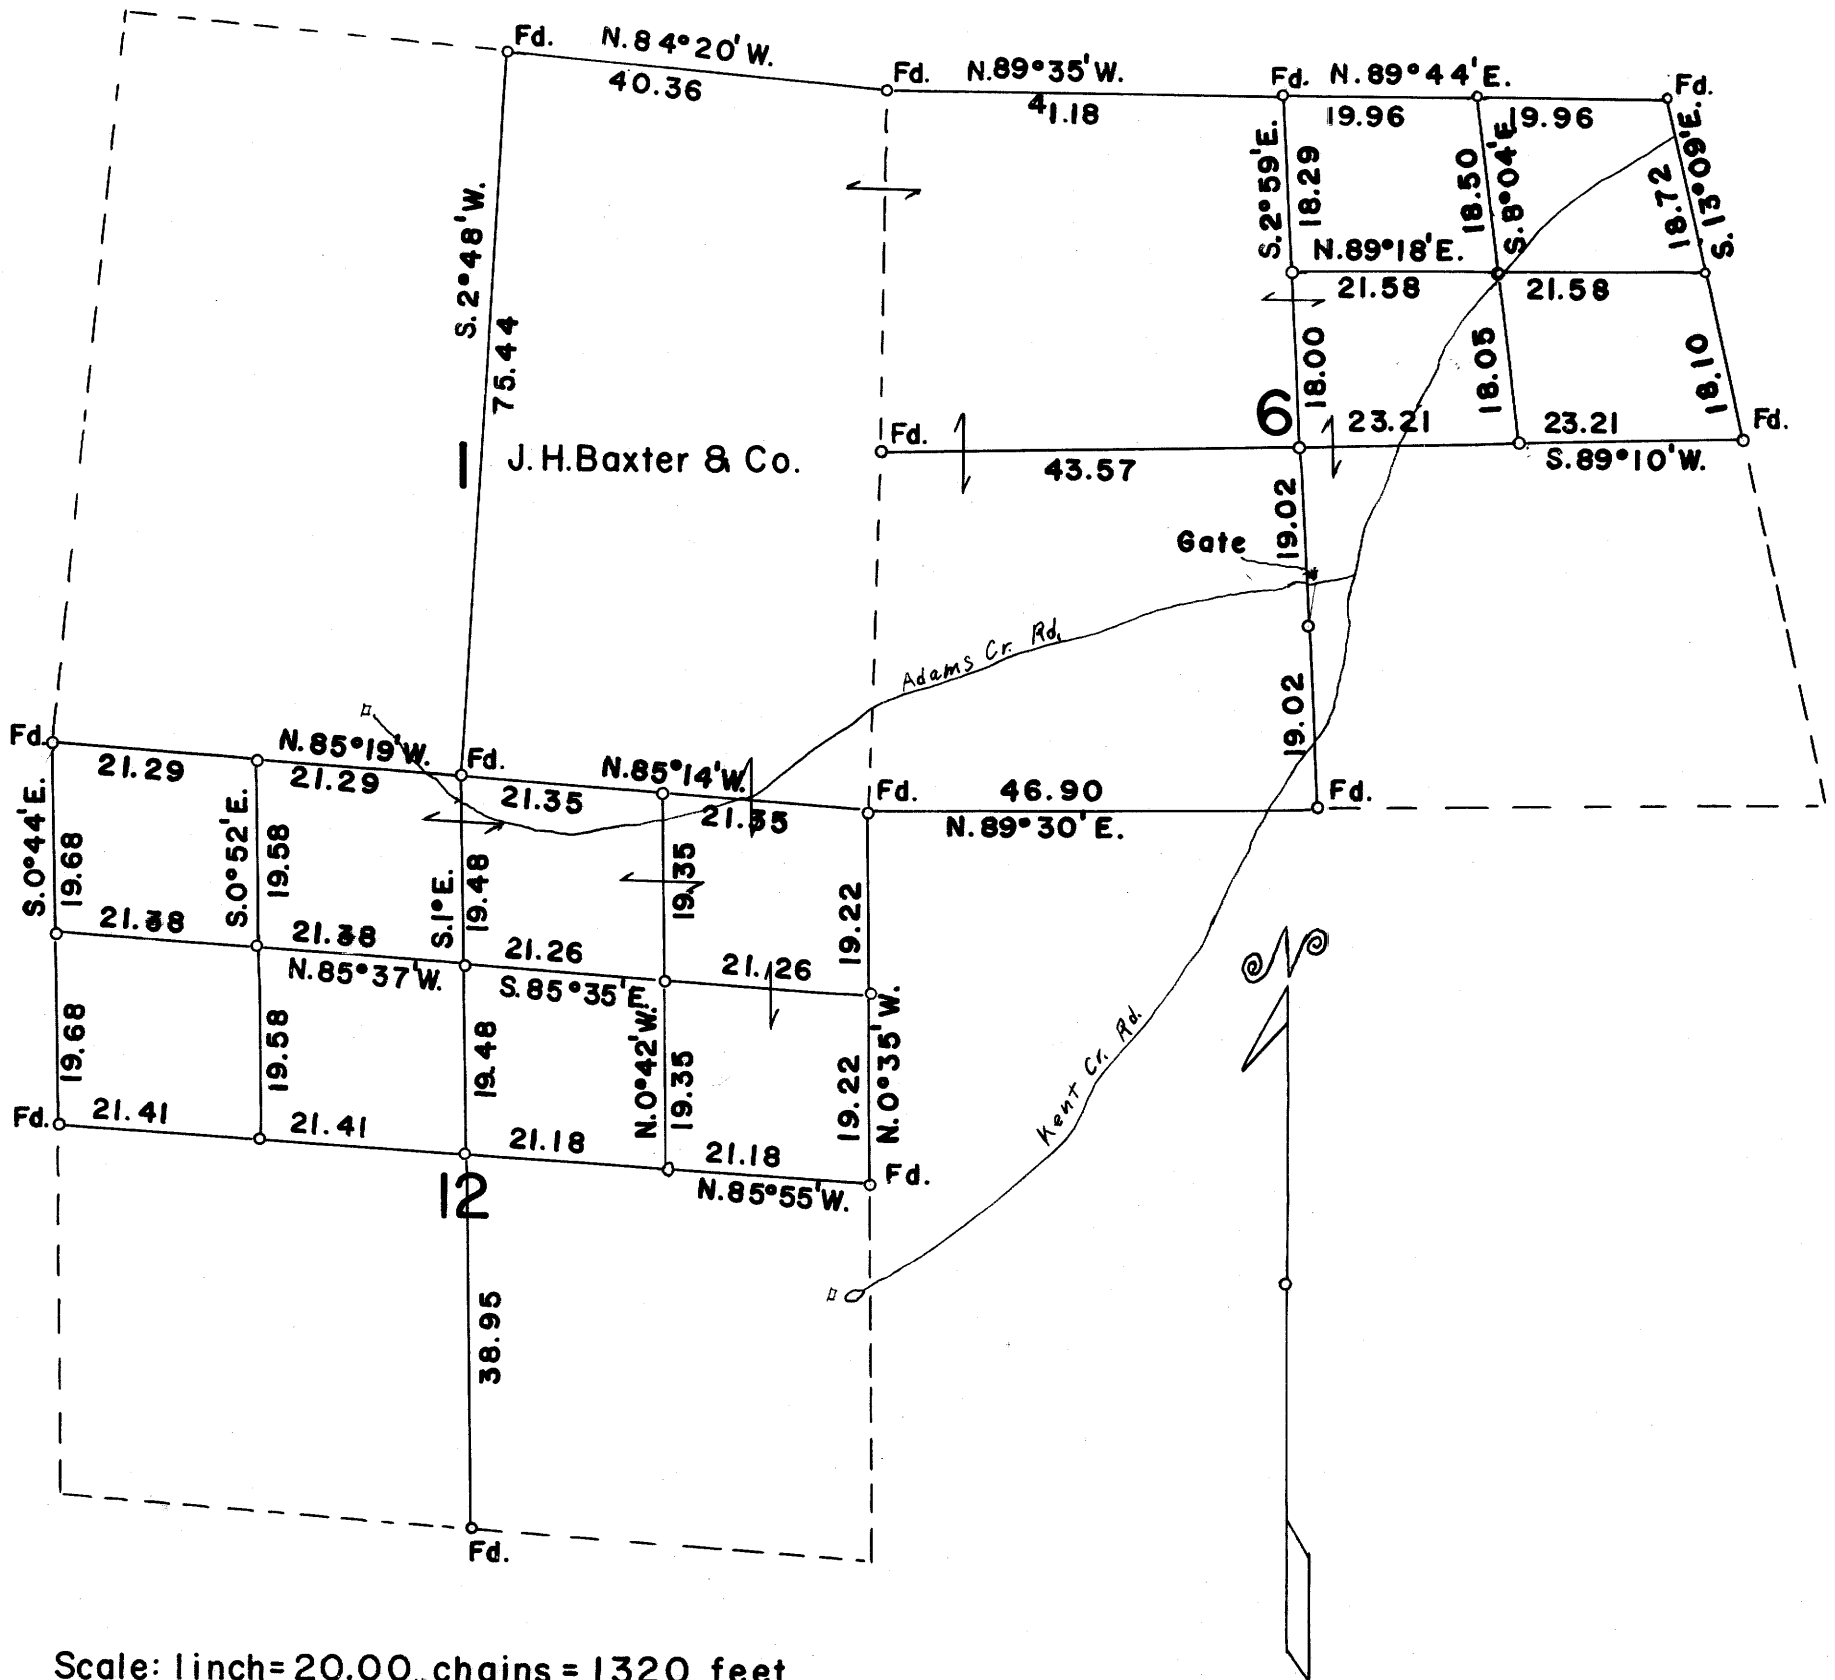 Fd.
N.84°20'W.
40.36
Fd.
N.89°35'W.
41.18
Fd.
N.89°44'E.
19.96
19.96
Fd.
S.2°59'E.
18.29
18.50
S.8°04'E.
18.72
S.13°09'E.
S.2°48'W.
75.44
N.89°18'E.
21.58
21.58
18.00
18.05
18.10
6
23.21
23.21
Fd.
S.89°10'W.
1
J.H.Baxter & Co.
Fd.
43.57
19.02
Gate
Adams Cr. Rd.
19.02
Fd.
N.85°19'W.
21.29
21.29
Fd.
N.85°14'W.
21.35
21.35
Fd.
46.90
N.89°30'E.
Fd.
S.0°44'E.
19.68
S.0°52'E.
19.58
S.1°E.
19.48
19.35
19.22
21.38
21.38
N.85°37'W.
21.26
S.85°35'E.
21.26
19.68
19.58
19.48
N.0°42'W.
19.35
19.22
N.0°35'W.
Kent Cr. Rd.
Fd.
21.41
21.41
21.18
21.18
N.85°55'W.
Fd.
12
38.95
Fd.
Scale: 1inch=20.00 chains = 1320 feet